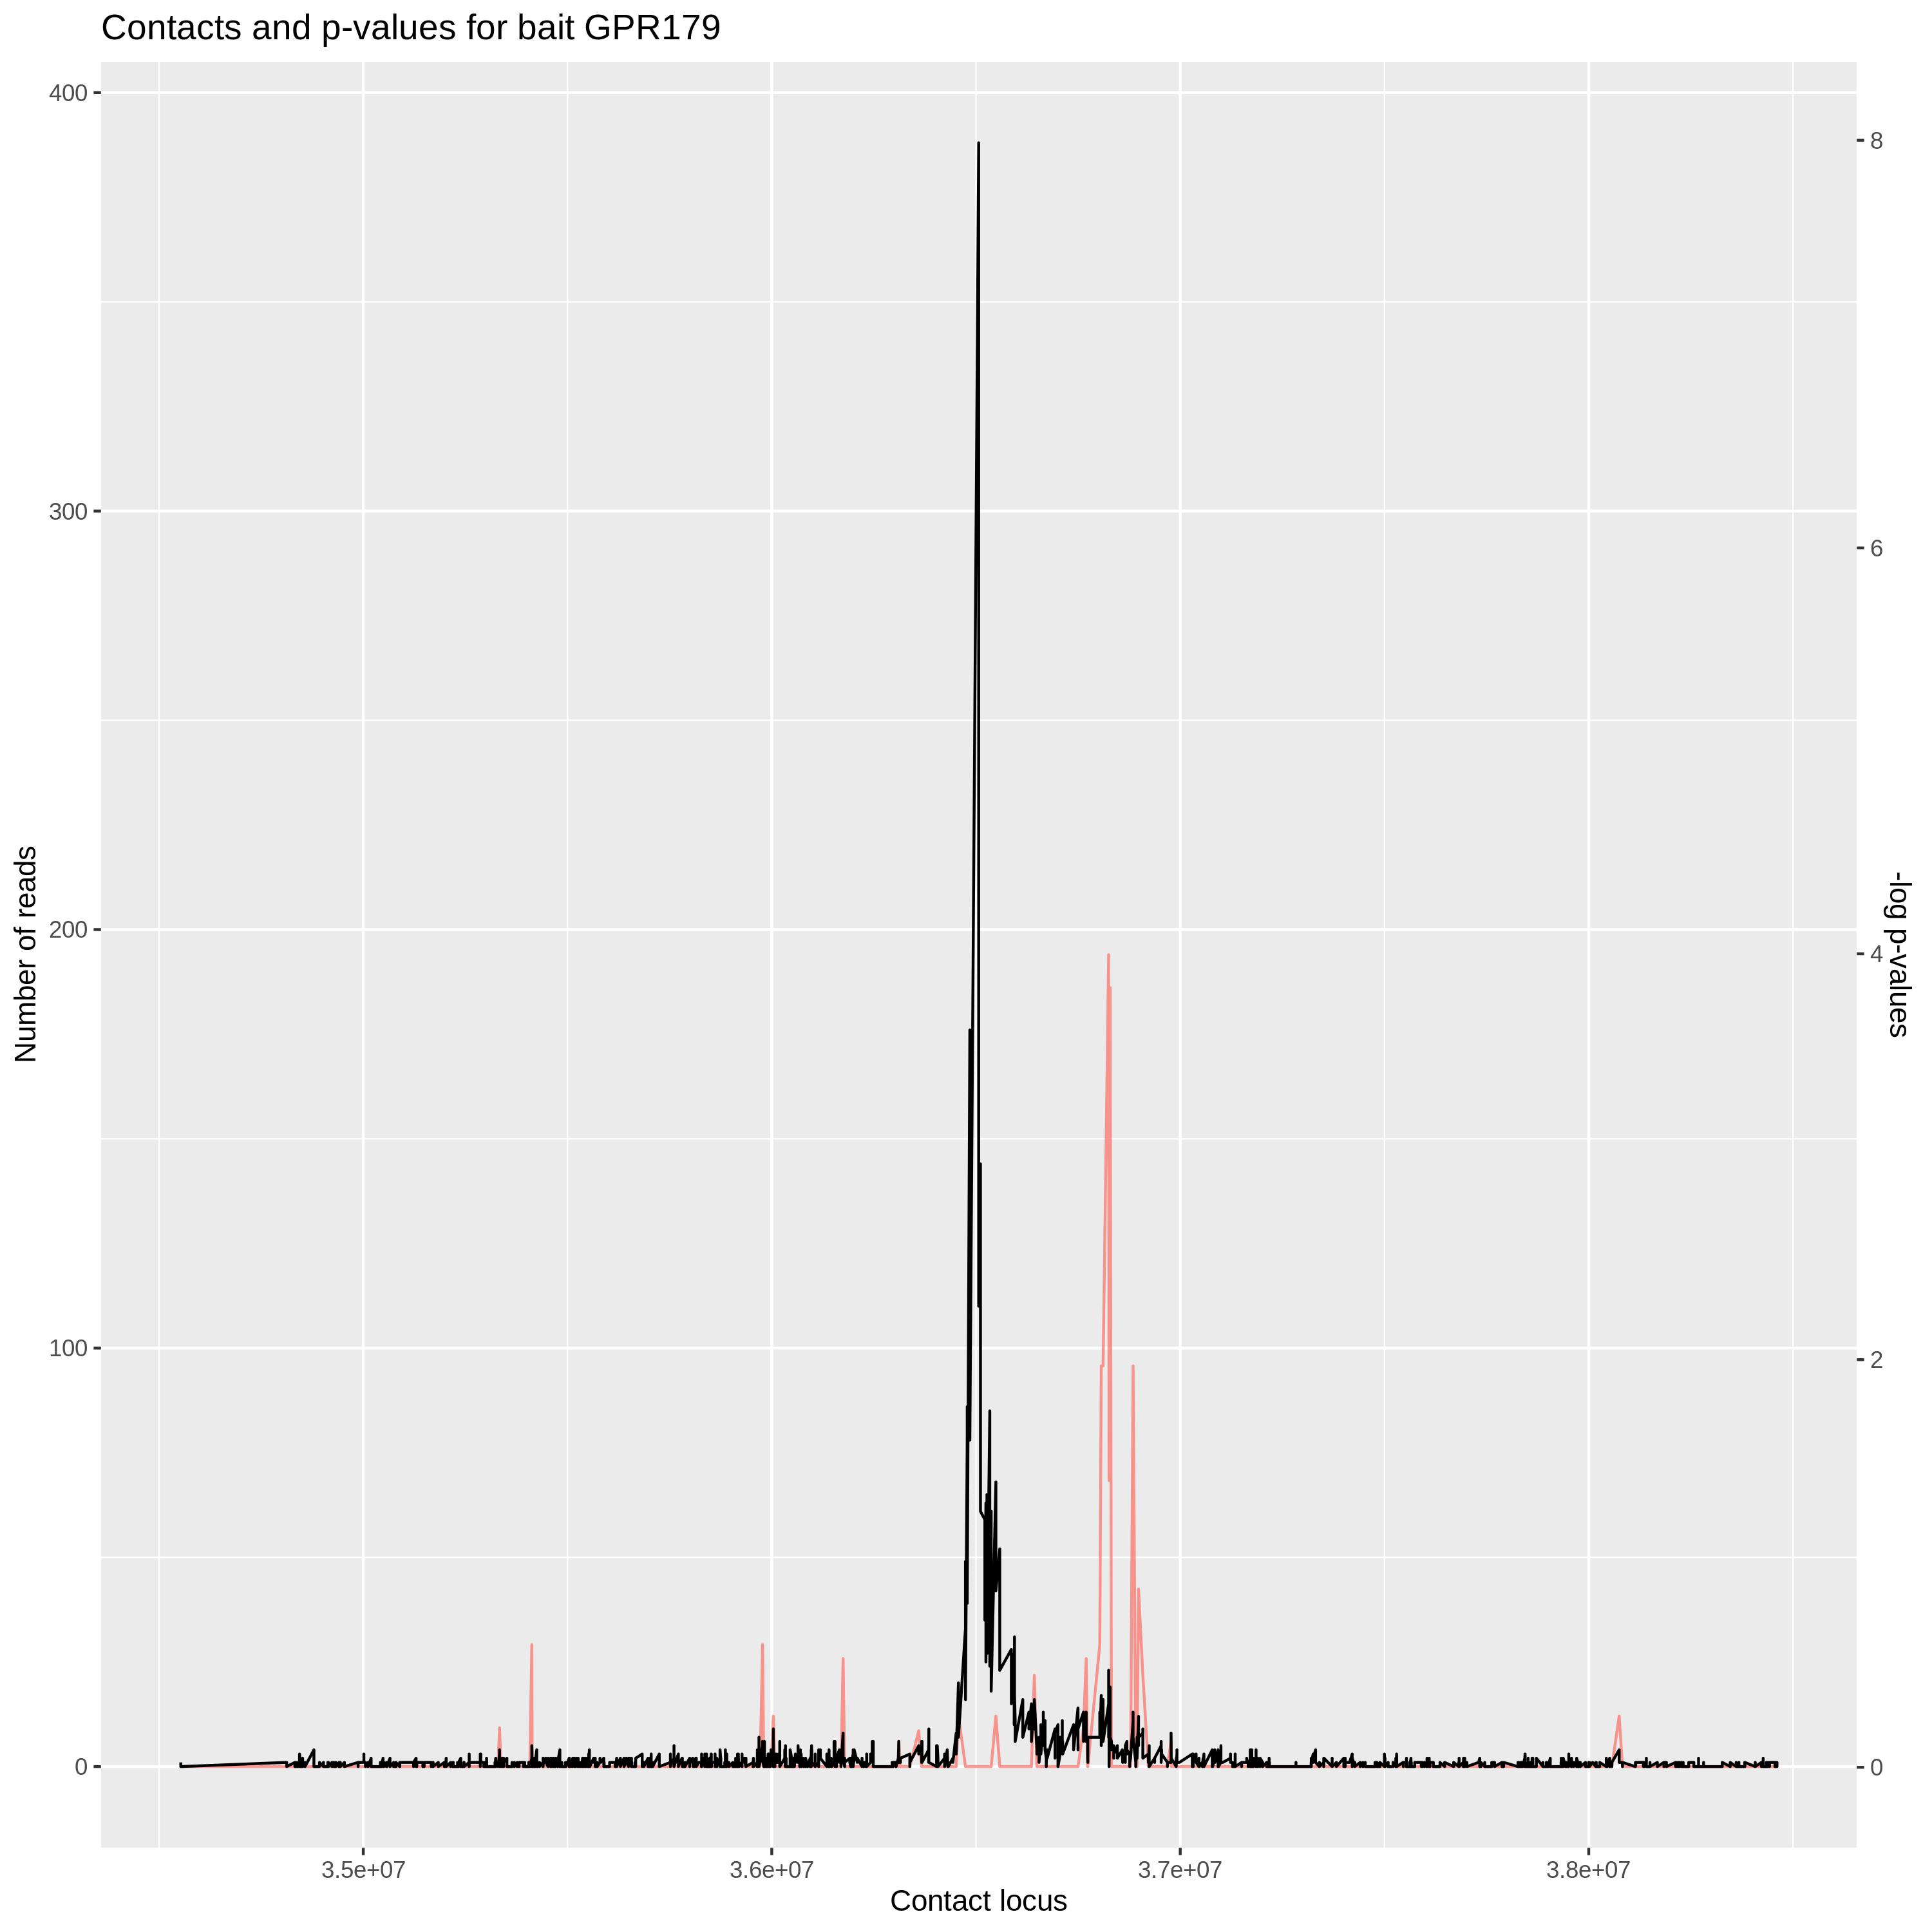 Contacts and p-values for bait GPR179
400
300
200
100
0
Number of reads
8
6
4
2
0
-log p-values
3.5e+07
3.6e+07
3.7e+07
3.8e+07
Contact locus